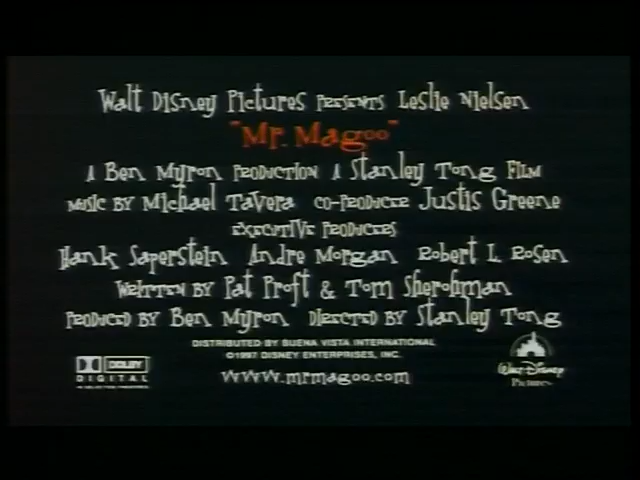 Walt Disney Pictures presents Leslie Nielsen
"Mr. Magoo"
A Ben Myron production A Stanley Tong film
music by Michael Tavera co-producer Justis Greene
executive producers
Hank Saperstein Andre Morgan Robert L. Rosen
written by Pat Proft & Tom Sherohman
produced by Ben Myron directed by Stanley Tong
DISTRIBUTED BY BUENA VISTA INTERNATIONAL
©1997 DISNEY ENTERPRISES, INC.
DOLBY
DIGITAL
www.mrmagoo.com
Walt Disney
Pictures